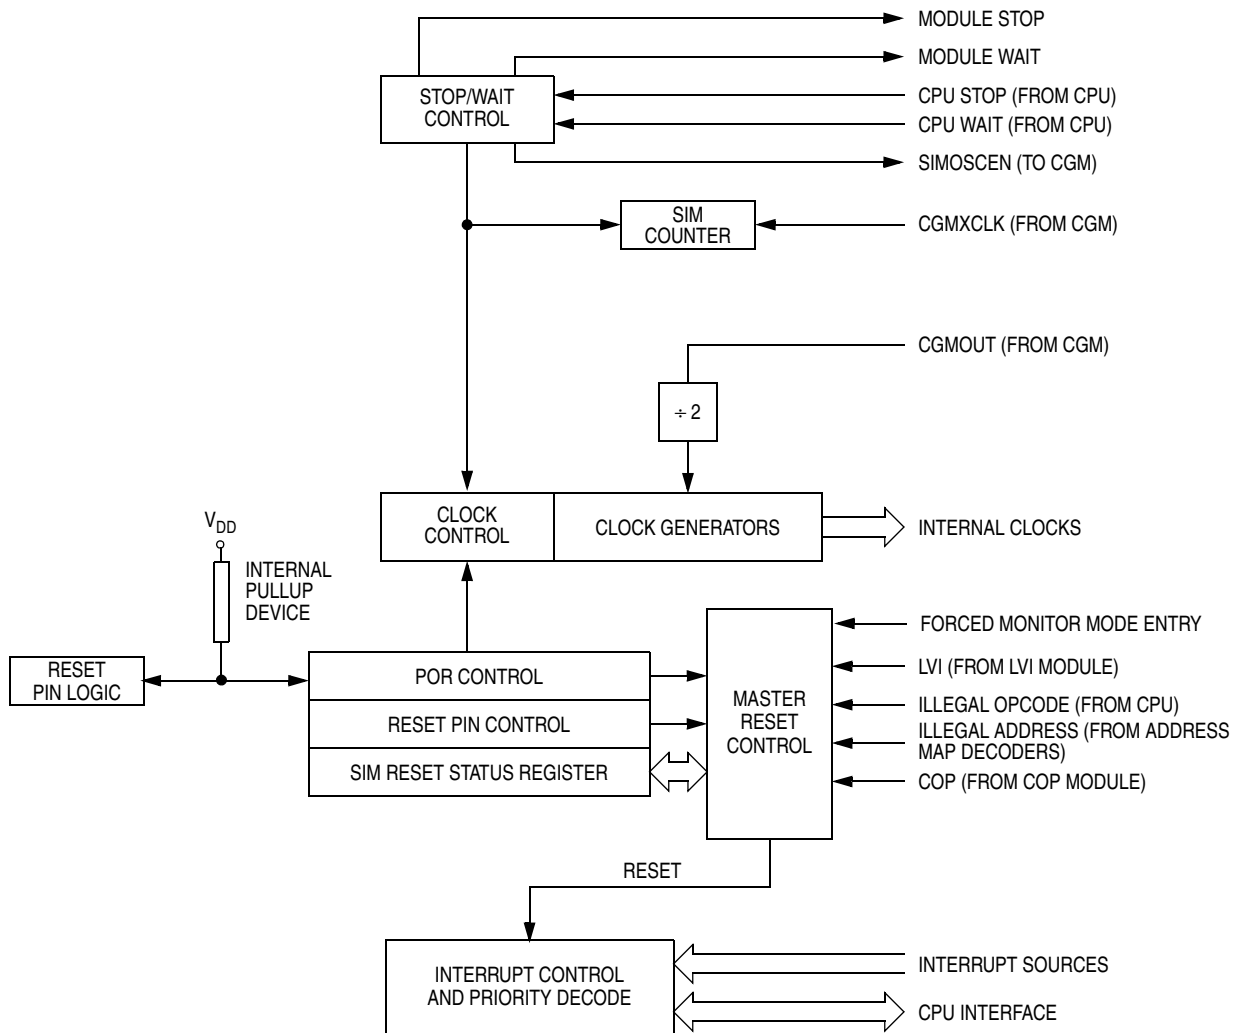 MODULE STOP
MODULE WAIT
STOP/WAIT
CONTROL
CPU STOP (FROM CPU)
CPU WAIT (FROM CPU)
SIMOSCEN (TO CGM)
SIM
COUNTER
CGMXCLK (FROM CGM)
CGMOUT (FROM CGM)
÷ 2
CLOCK
CONTROL
CLOCK GENERATORS
INTERNAL CLOCKS
VDD
INTERNAL
PULLUP
DEVICE
FORCED MONITOR MODE ENTRY
RESET
PIN LOGIC
POR CONTROL
LVI (FROM LVI MODULE)
MASTER
RESET
CONTROL
ILLEGAL OPCODE (FROM CPU)
RESET PIN CONTROL
ILLEGAL ADDRESS (FROM ADDRESS
MAP DECODERS)
SIM RESET STATUS REGISTER
COP (FROM COP MODULE)
RESET
INTERRUPT CONTROL
AND PRIORITY DECODE
INTERRUPT SOURCES
CPU INTERFACE